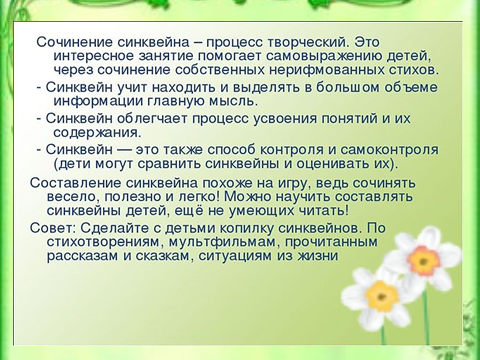 Сочинение синквейна – процесс творческий. Это
интересное занятие помогает самовыражению детей,
через сочинение собственных нерифмованных стихов.
- Синквейн учит находить и выделять в большом объеме
информации главную мысль.
- Синквейн облегчает процесс усвоения понятий и их
содержания.
- Синквейн — это также способ контроля и самоконтроля
(дети могут сравнить синквейны и оценивать их).
Составление синквейна похоже на игру, ведь сочинять
весело, полезно и легко! Можно научить составлять
синквейны детей, ещё не умеющих читать!
Совет: Сделайте с детьми копилку синквейнов. По
стихотворениям, мультфильмам, прочитанным
рассказам и сказкам, ситуациям из жизни